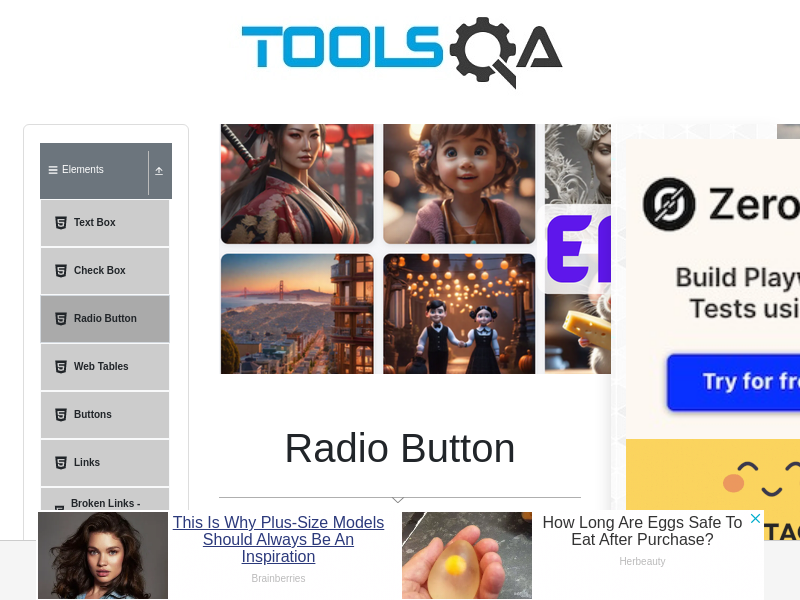 TOOLSQA
Elements
Text Box
Check Box
Radio Button
Web Tables
Buttons
Links
Broken Links -
Zero
Build Playw
Tests usi
Try for fre
Radio Button
This Is Why Plus-Size Models
Should Always Be An
Inspiration
Brainberries
How Long Are Eggs Safe To
Eat After Purchase?
Herbeauty